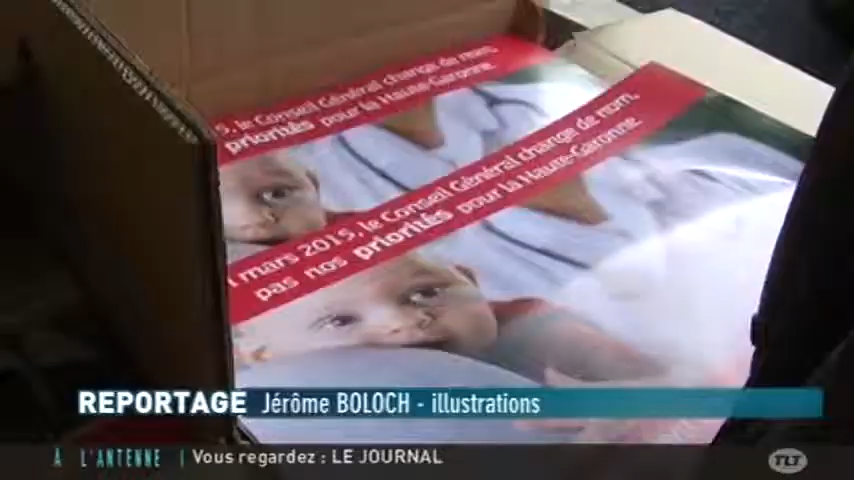 5, le Conseil Général change de nom,
priorités pour la Haute-Garonne
mars 2015, le Conseil Général change de nom,
pas nos priorités pour la Haute-Garonne
REPORTAGE Jérôme BOLOCH - illustrations
À L'ANTENNE | Vous regardez : LE JOURNAL
TLT